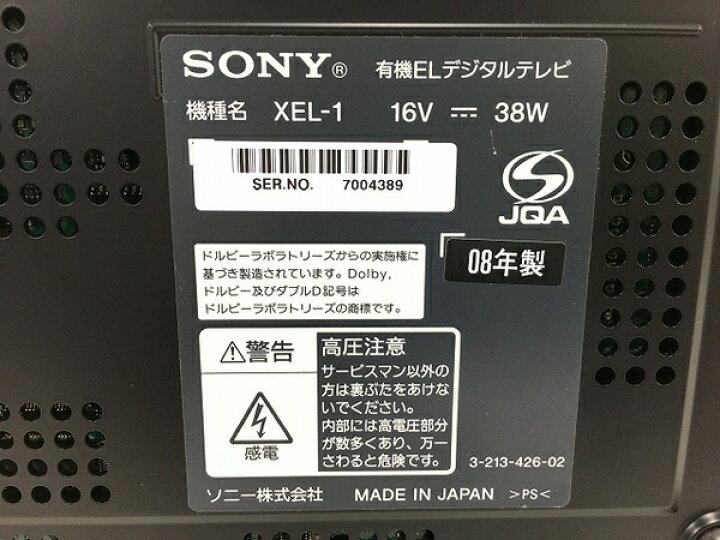 SONY® 有機ELデジタルテレビ
機種名 XEL-1 16V ⎓ 38W
SER.NO. 7004389
JQA
08年製
ドルビーラボラトリーズからの実施権に
基づき製造されています。Dolby,
ドルビー及びダブルD記号は
ドルビーラボラトリーズの商標です。
⚠警告
感電
高圧注意
サービスマン以外の
方は裏ぶたをあけな
いでください。
内部には高電圧部分
が数多くあり、万一
さわると危険です。
3-213-426-02
ソニー株式会社 MADE IN JAPAN >PS<